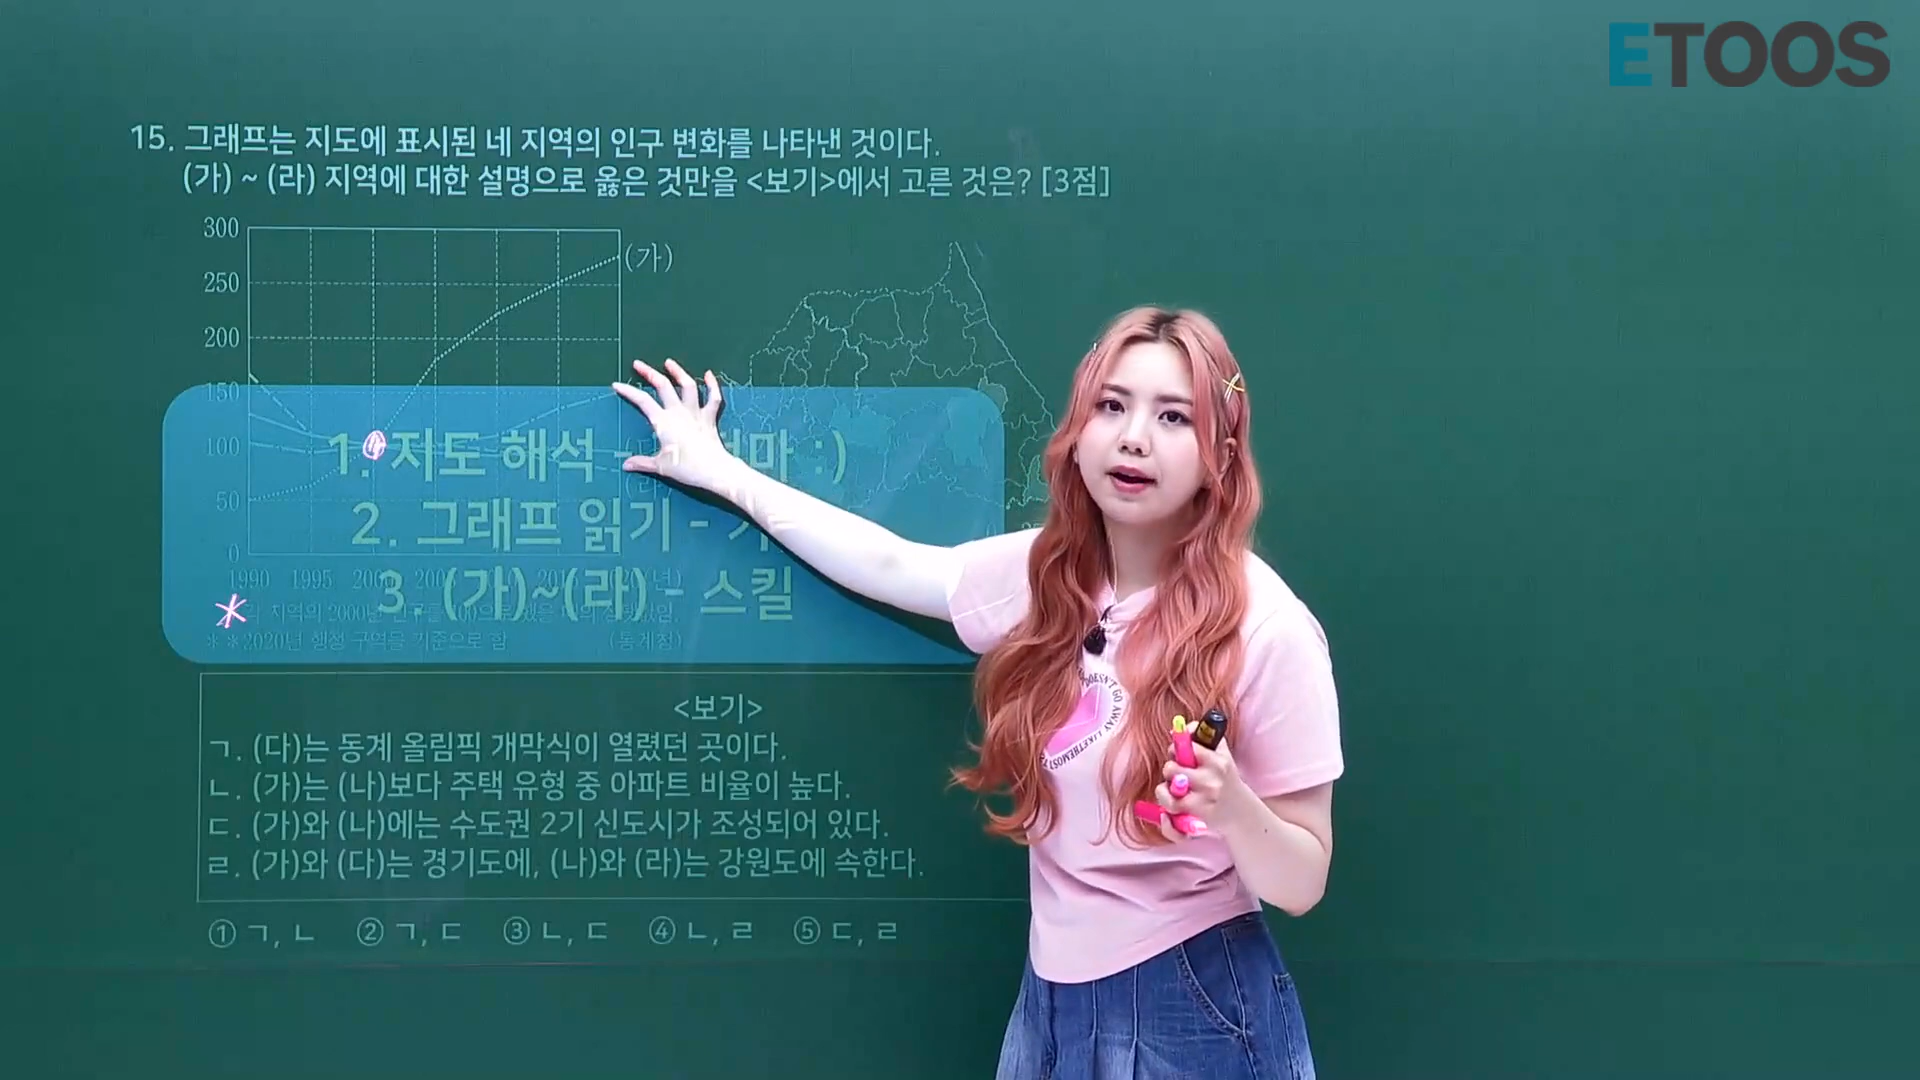 ETOOS
15. 그래프는 지도에 표시된 네 지역의 인구 변화를 나타낸 것이다.
(가) ~ (라) 지역에 대한 설명으로 옳은 것만을 <보기>에서 고른 것은? [3점]
300
(가)
250
200
150
100
50
0
1. 지도 해석 -
:)
2. 그래프 읽기 -
3. (가)~(라) - 스킬
1990 1995
* *2020년 행정 구역을 기준으로 함 (통계청)
<보기>
ㄱ. (다)는 동계 올림픽 개막식이 열렸던 곳이다.
ㄴ. (가)는 (나)보다 주택 유형 중 아파트 비율이 높다.
ㄷ. (가)와 (나)에는 수도권 2기 신도시가 조성되어 있다.
ㄹ. (가)와 (다)는 경기도에, (나)와 (라)는 강원도에 속한다.
① ㄱ, ㄴ ② ㄱ, ㄷ ③ ㄴ, ㄷ ④ ㄴ, ㄹ ⑤ ㄷ, ㄹ